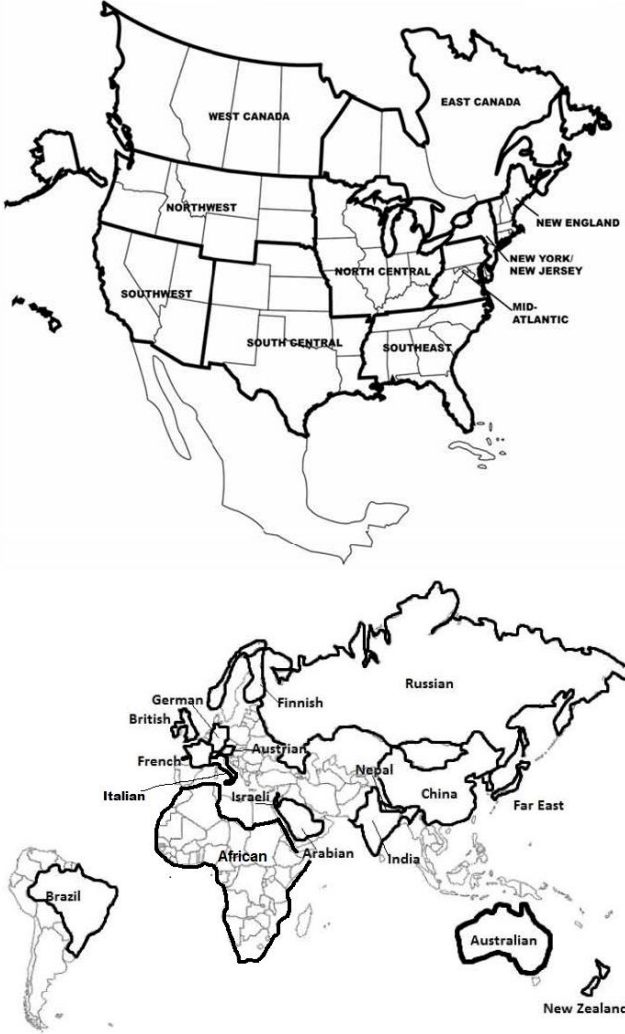 WEST CANADA
EAST CANADA
NORTHWEST
NEW ENGLAND
NORTH CENTRAL
NEW YORK/
NEW JERSEY
SOUTHWEST
MID-
ATLANTIC
SOUTH CENTRAL
SOUTHEAST
Russian
German
Finnish
British
Austrian
French
Nepal
Italian
Israeli
China
Far East
African
Arabian
India
Brazil
Australian
New Zealand